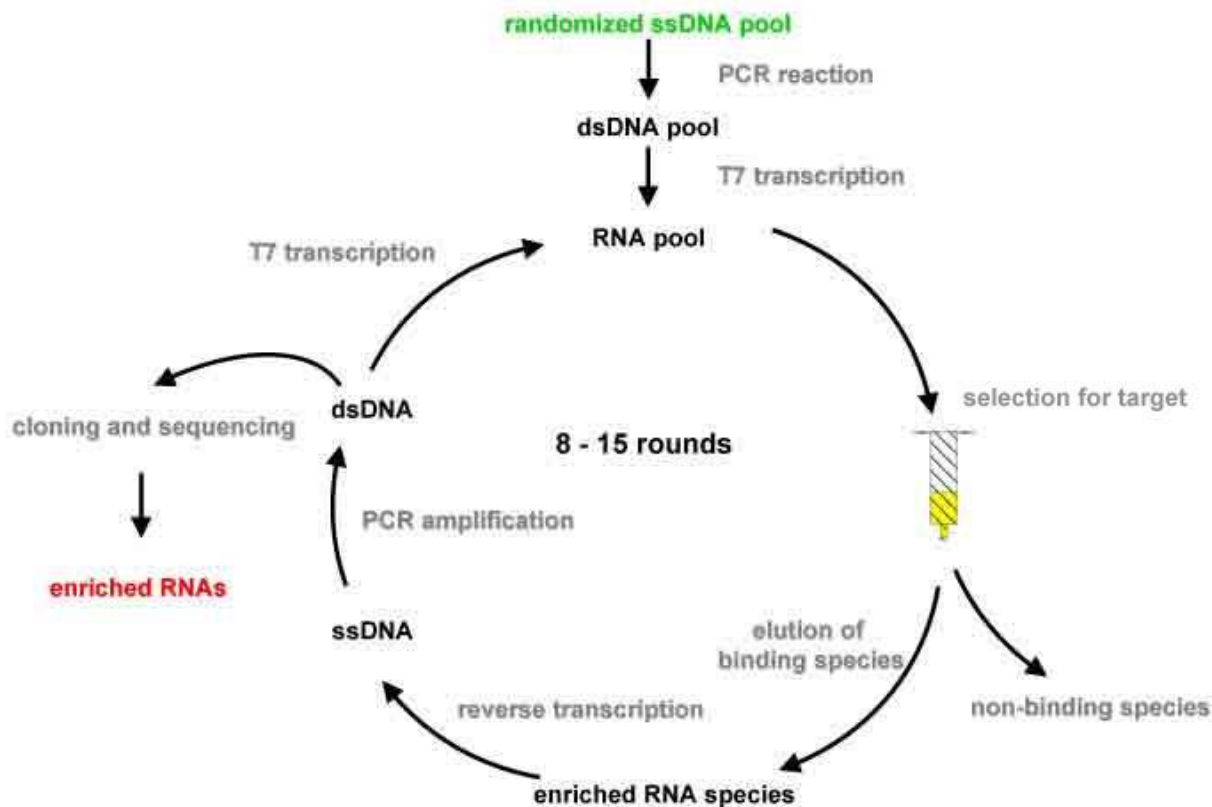 randomized ssDNA pool
PCR reaction
dsDNA pool
T7 transcription
RNA pool
T7 transcription
selection for target
dsDNA
cloning and sequencing
8 - 15 rounds
PCR amplification
enriched RNAs
ssDNA
elution of
binding species
reverse transcription
non-binding species
enriched RNA species